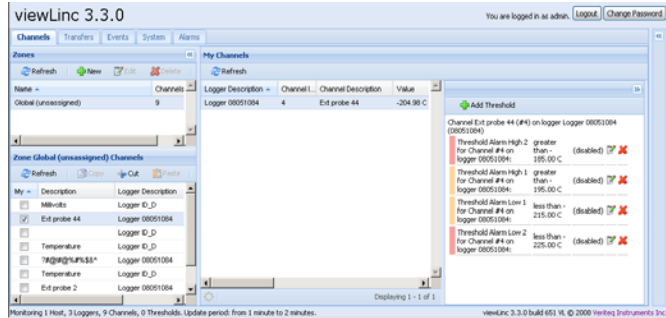 viewLinc 3.3.0
You are logged in as admin. Logout Change Password
Channels Transfers Events System Alarms
Zones
Refresh New Edit Delete
Name Channels
Global (unassigned) 9
Zone Global (unassigned) Channels
Refresh Copy Cut Paste
My Description Logger Description
Millivolts Logger ID_D
Ext probe 44 Logger 08051084
Logger ID_D
Temperature Logger ID_D
Logger 08051084
Temperature Logger ID_D
Ext probe 2 Logger 08051084
My Channels
Refresh
Logger Description Channel I... Channel Description Value
Logger 08051084 4 Ext probe 44 -204.98 C
Displaying 1 - 1 of 1
Add Threshold
Channel Ext probe 44 (#4) on logger Logger 08051084
(08051084)
Threshold Alarm High 2 greater
for Channel #4 on than - (disabled)
logger 08051084: 185.00 C
Threshold Alarm High 1 greater
for Channel #4 on than - (disabled)
logger 08051084: 195.00 C
Threshold Alarm Low 1 less than -
for Channel #4 on 215.00 C (disabled)
logger 08051084:
Threshold Alarm Low 2 less than -
for Channel #4 on 225.00 C (disabled)
logger 08051084:
Monitoring 1 Host, 3 Loggers, 9 Channels, 0 Thresholds. Update period: from 1 minute to 2 minutes.
viewLinc 3.3.0 build 651 VL © 2008 Veriteq Instruments Inc